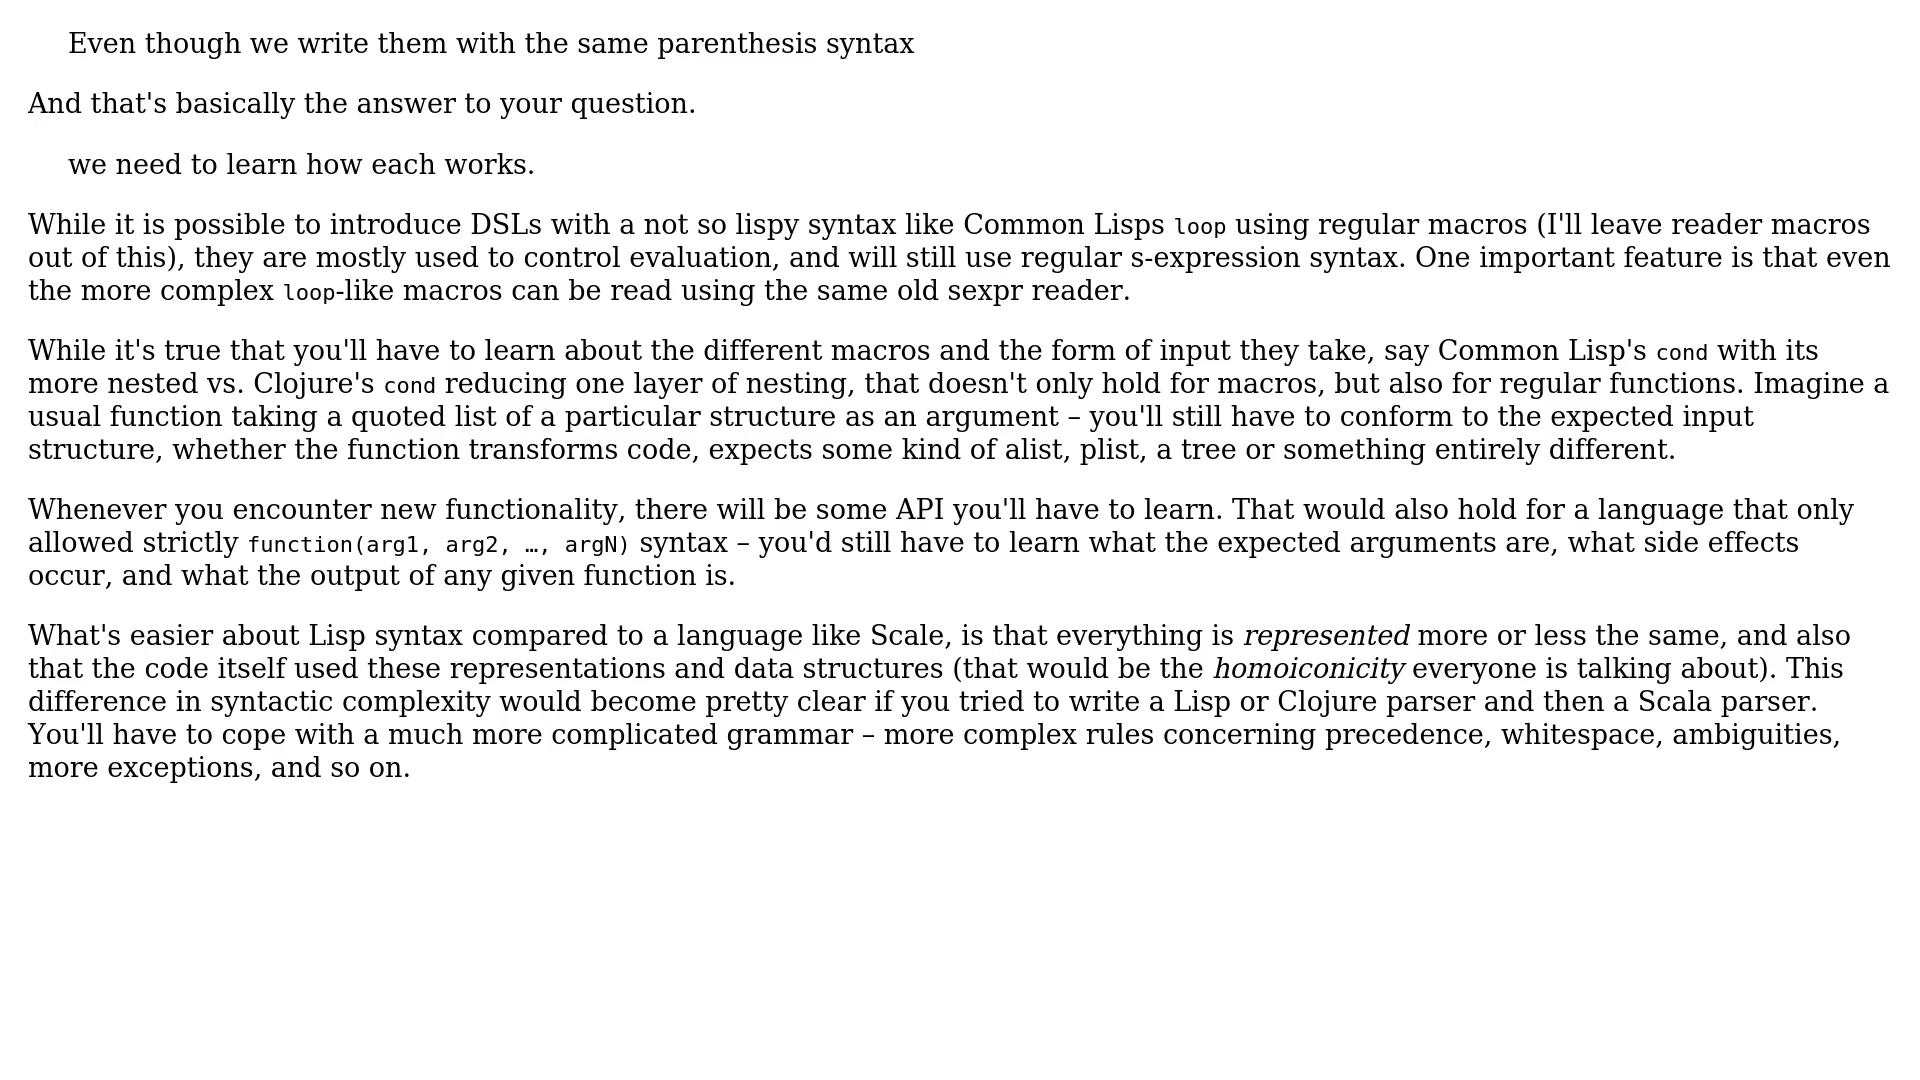 Even though we write them with the same parenthesis syntax
And that's basically the answer to your question.
we need to learn how each works.
While it is possible to introduce DSLs with a not so lispy syntax like Common Lisps loop using regular macros (I'll leave reader macros
out of this), they are mostly used to control evaluation, and will still use regular s-expression syntax. One important feature is that even
the more complex loop-like macros can be read using the same old sexpr reader.
While it's true that you'll have to learn about the different macros and the form of input they take, say Common Lisp's cond with its
more nested vs. Clojure's cond reducing one layer of nesting, that doesn't only hold for macros, but also for regular functions. Imagine a
usual function taking a quoted list of a particular structure as an argument – you'll still have to conform to the expected input
structure, whether the function transforms code, expects some kind of alist, plist, a tree or something entirely different.
Whenever you encounter new functionality, there will be some API you'll have to learn. That would also hold for a language that only
allowed strictly function(arg1, arg2, …, argN) syntax – you'd still have to learn what the expected arguments are, what side effects
occur, and what the output of any given function is.
What's easier about Lisp syntax compared to a language like Scale, is that everything is represented more or less the same, and also
that the code itself used these representations and data structures (that would be the homoiconicity everyone is talking about). This
difference in syntactic complexity would become pretty clear if you tried to write a Lisp or Clojure parser and then a Scala parser.
You'll have to cope with a much more complicated grammar – more complex rules concerning precedence, whitespace, ambiguities,
more exceptions, and so on.